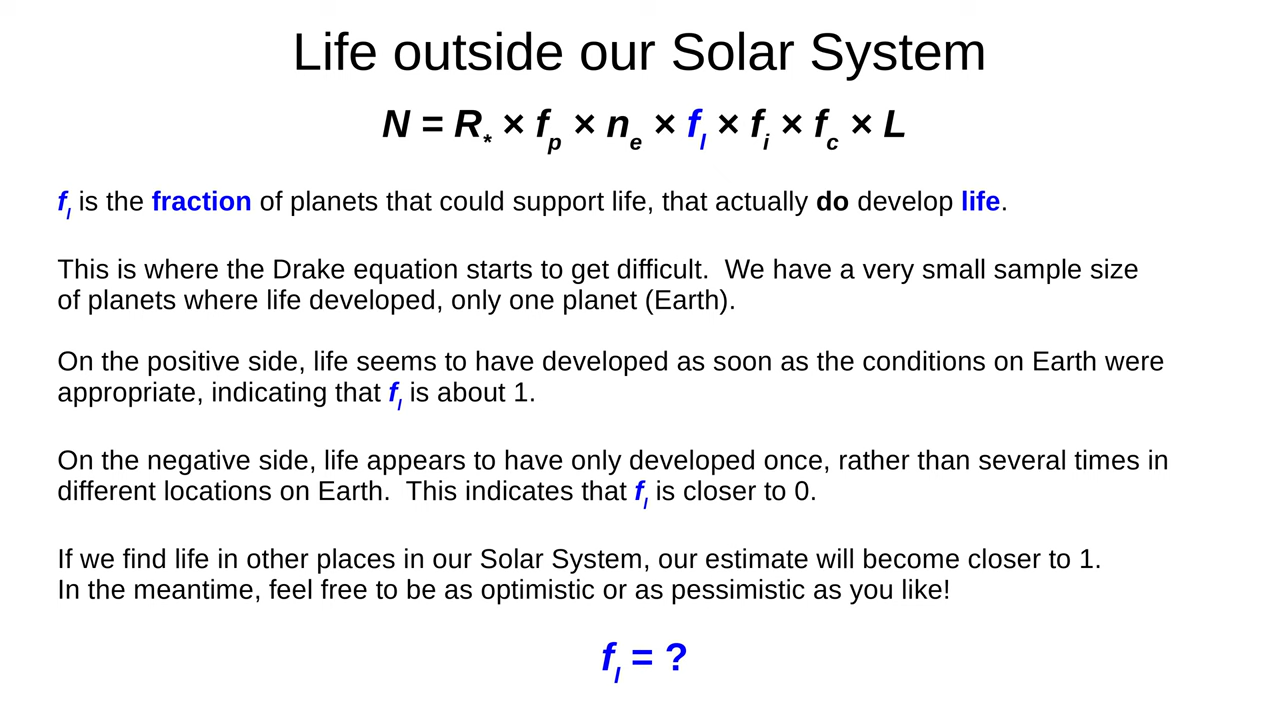 Life outside our Solar System
N = R* × fp × ne × fl × fi × fc × L
fl is the fraction of planets that could support life, that actually do develop life.
This is where the Drake equation starts to get difficult.  We have a very small sample size
of planets where life developed, only one planet (Earth).
On the positive side, life seems to have developed as soon as the conditions on Earth were
appropriate, indicating that fl is about 1.
On the negative side, life appears to have only developed once, rather than several times in
different locations on Earth.  This indicates that fl is closer to 0.
If we find life in other places in our Solar System, our estimate will become closer to 1.
In the meantime, feel free to be as optimistic or as pessimistic as you like!
fl = ?